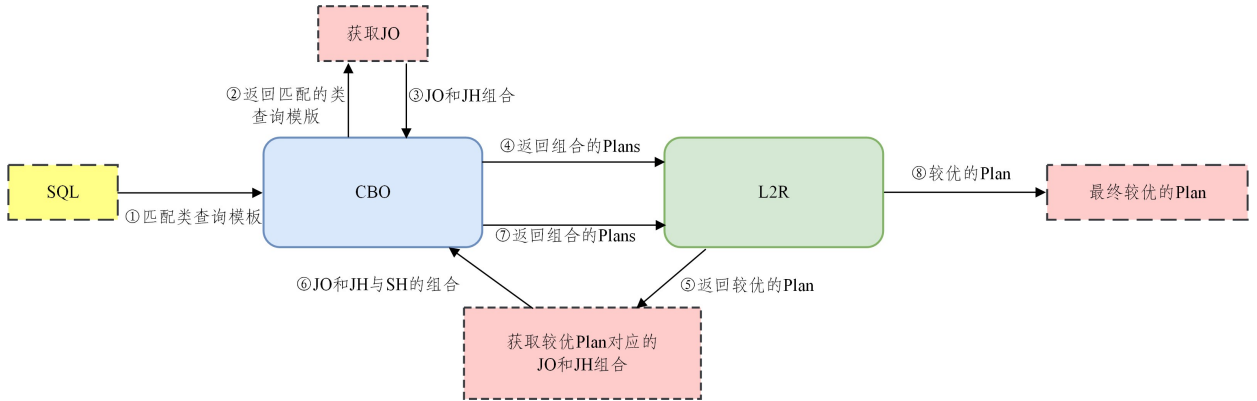 获取JO
②返回匹配的类
查询模版
③JO和JH组合
SQL
①匹配类查询模板
CBO
④返回组合的Plans
⑦返回组合的Plans
L2R
⑧较优的Plan
最终较优的Plan
⑥JO和JH与SH的组合
⑤返回较优的Plan
获取较优Plan对应的
JO和JH组合